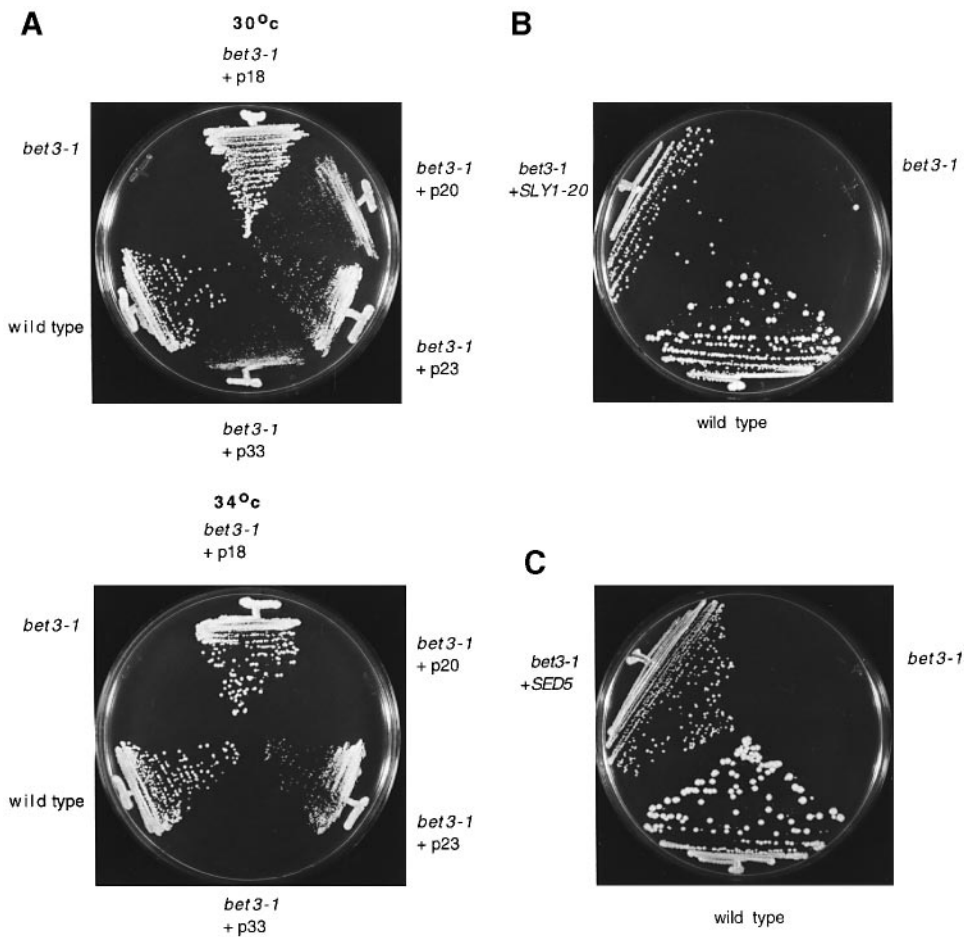 A
30°c
bet3-1
+ p18
bet3-1
bet3-1
+ p20
wild type
bet3-1
+ p23
bet3-1
+ p33
34°c
bet3-1
+ p18
bet3-1
bet3-1
+ p20
wild type
bet3-1
+ p23
bet3-1
+ p33
B
bet3-1
+SLY1-20
bet3-1
wild type
C
bet3-1
+SED5
bet3-1
wild type